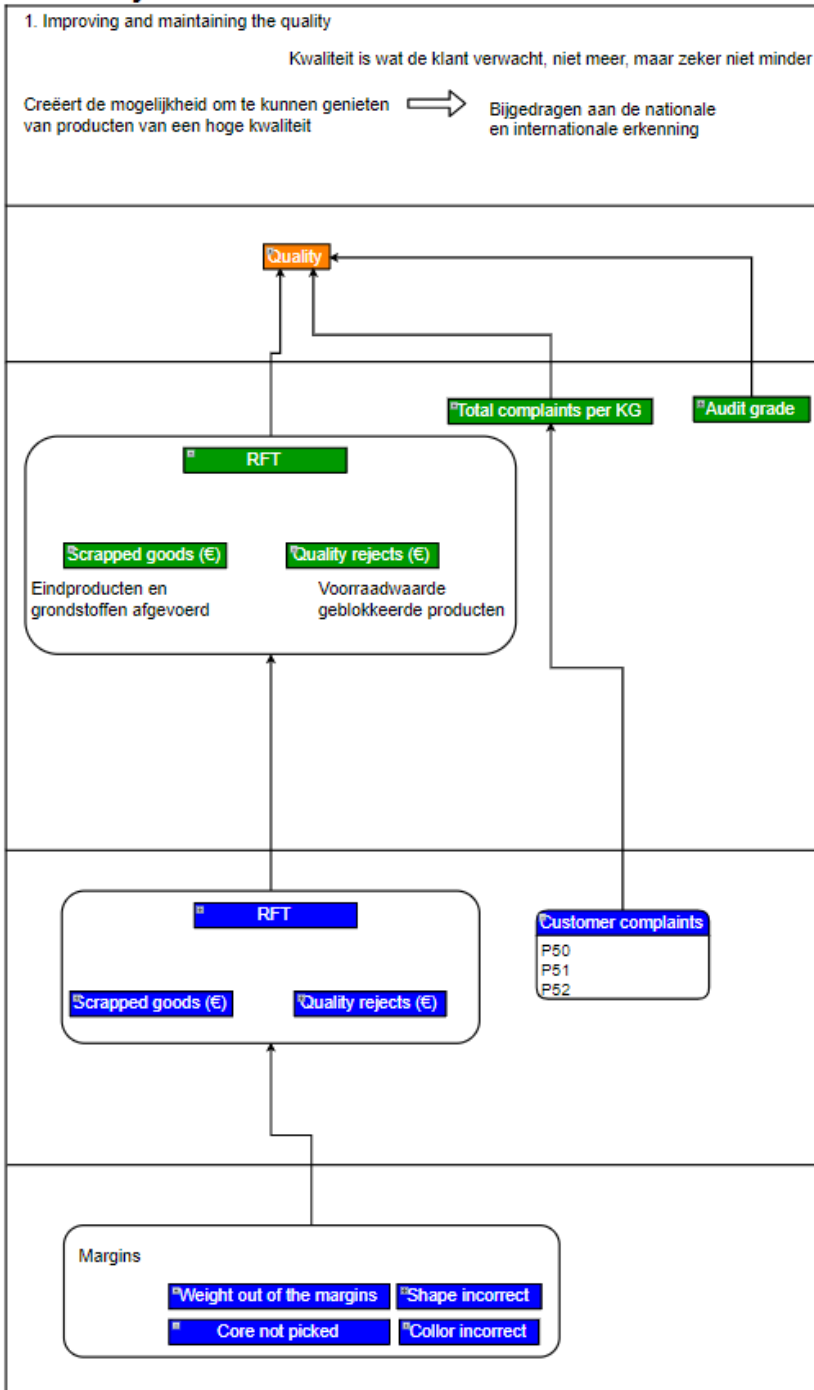 1. Improving and maintaining the quality
Kwaliteit is wat de klant verwacht, niet meer, maar zeker niet minder
Creëert de mogelijkheid om te kunnen genieten
van producten van een hoge kwaliteit
Bijgedragen aan de nationale
en internationale erkenning
Quality
Total complaints per KG
Audit grade
RFT
Scrapped goods (€)
Quality rejects (€)
Eindproducten en
grondstoffen afgevoerd
Voorraadwaarde
geblokkeerde producten
RFT
Scrapped goods (€)
Quality rejects (€)
Customer complaints
P50
P51
P52
Margins
Weight out of the margins
Shape incorrect
Core not picked
Collor incorrect